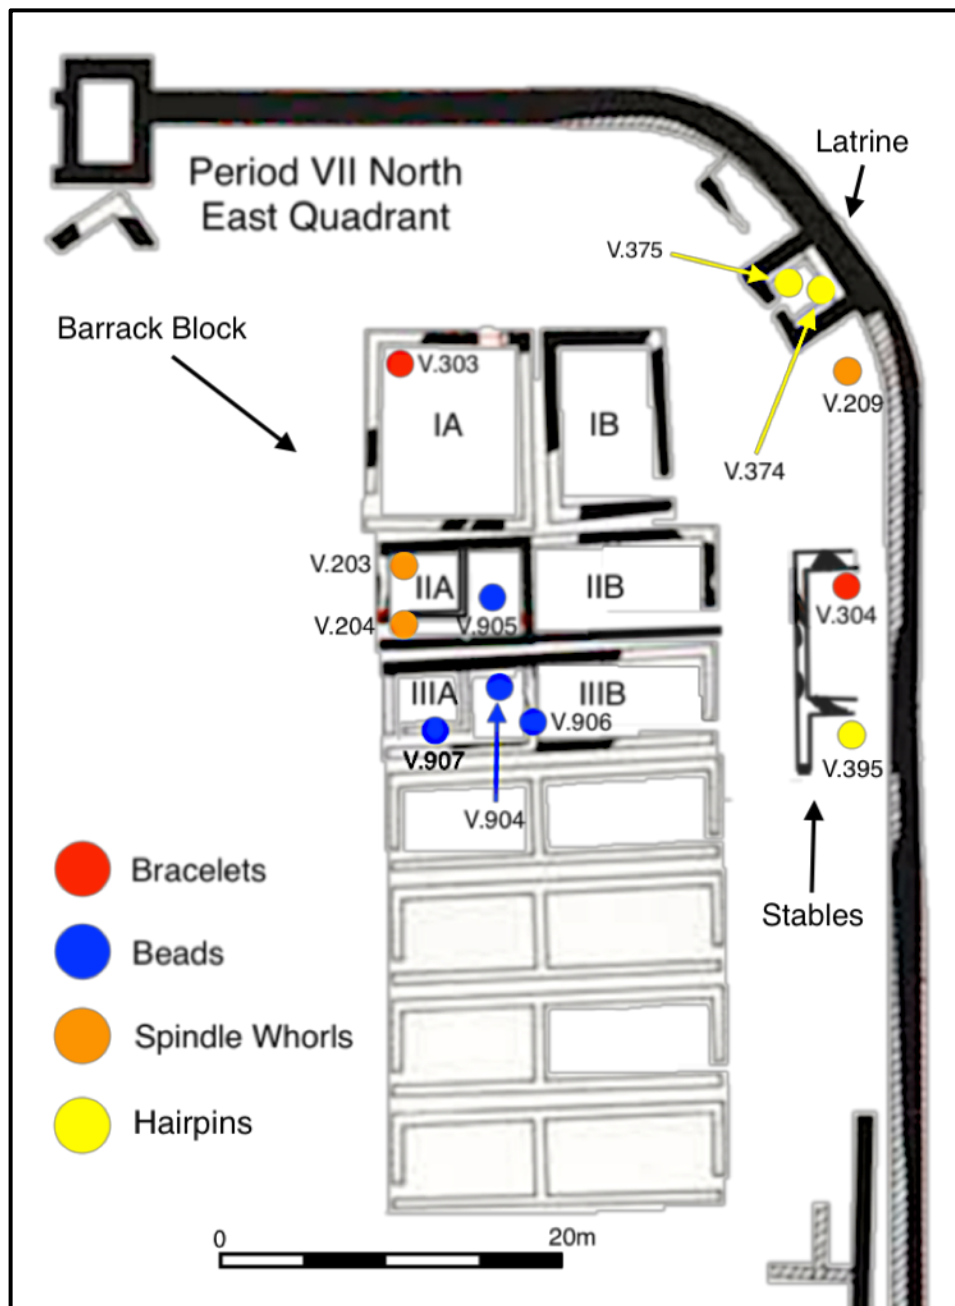 Latrine
Period VII North
East Quadrant
V.375
Barrack Block
V.303
IA
IB
V.209
V.374
V.203
IIA
IIB
V.204
V.905
V.304
IIIA
IIIB
V.906
V.907
V.395
V.904
Bracelets
Stables
Beads
Spindle Whorls
Hairpins
0
20m